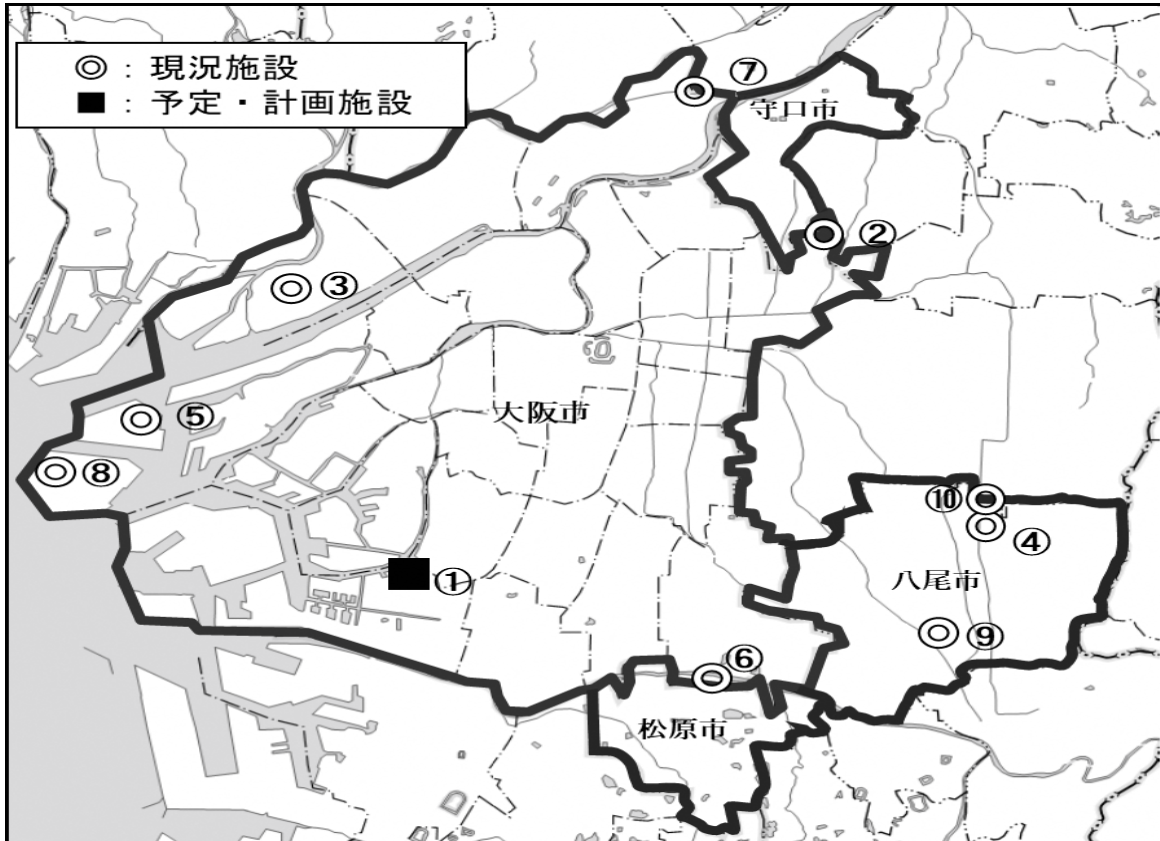 ◎ : 現況施設
■ : 予定・計画施設
⑦
守口市
②
③
⑤
大阪市
⑧
⑩
④
①
八尾市
⑨
⑥
松原市